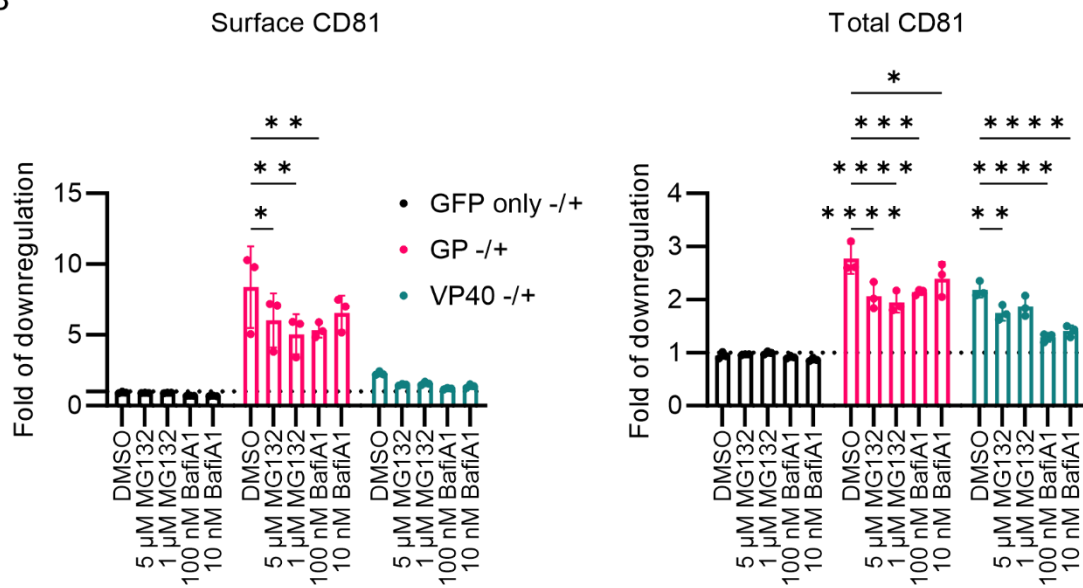 Surface CD81
Fold of downregulation
15
10
5
0
* *
* *
*
GFP only -/+
GP -/+
VP40 -/+
DMSO
5 µM MG132
1 µM MG132
100 nM BafiA1
10 nM BafiA1
DMSO
5 µM MG132
1 µM MG132
100 nM BafiA1
10 nM BafiA1
DMSO
5 µM MG132
1 µM MG132
100 nM BafiA1
10 nM BafiA1
Total CD81
Fold of downregulation
4
3
2
1
0
*
* * *
* * * *
* * * *
* * * *
* * * *
* *
DMSO
5 µM MG132
1 µM MG132
100 nM BafiA1
10 nM BafiA1
DMSO
5 µM MG132
1 µM MG132
100 nM BafiA1
10 nM BafiA1
DMSO
5 µM MG132
1 µM MG132
100 nM BafiA1
10 nM BafiA1